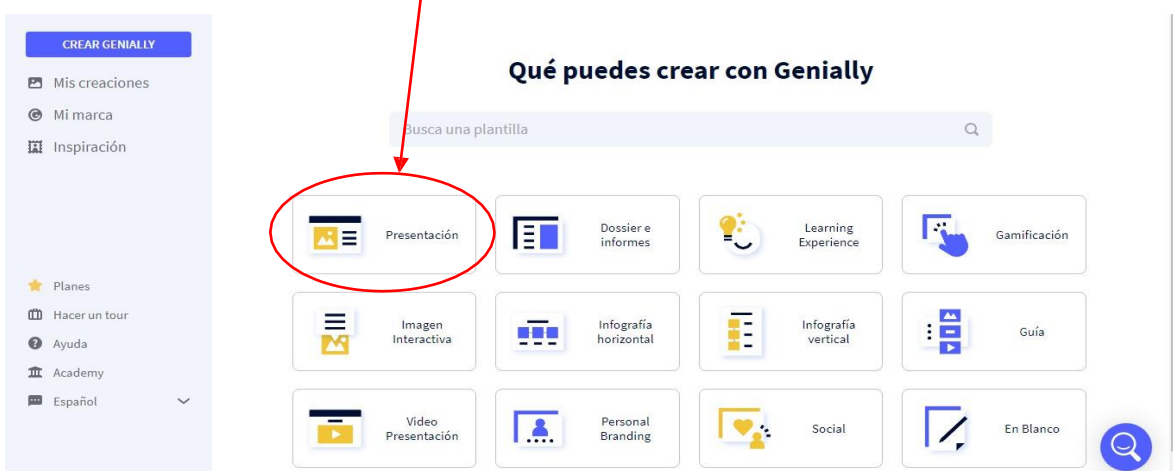 CREAR GENIALLY
Mis creaciones
Mi marca
Inspiración
Planes
Hacer un tour
Ayuda
Academy
Español
Qué puedes crear con Genially
Busca una plantilla
Presentación
Dossier e
informes
Learning
Experience
Gamificación
Imagen
Interactiva
Infografía
horizontal
Infografía
vertical
Guía
Video
Presentación
Personal
Branding
Social
En Blanco